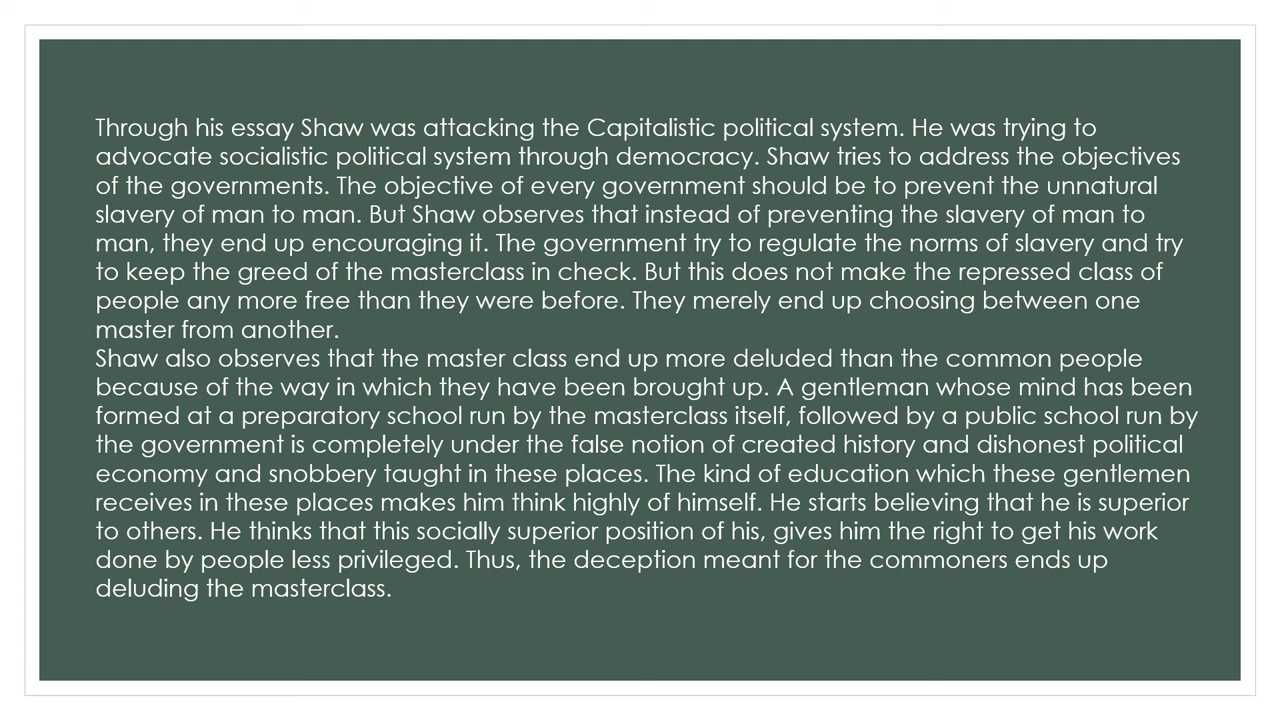 Through his essay Shaw was attacking the Capitalistic political system. He was trying to
advocate socialistic political system through democracy. Shaw tries to address the objectives
of the governments. The objective of every government should be to prevent the unnatural
slavery of man to man. But Shaw observes that instead of preventing the slavery of man to
man, they end up encouraging it. The government try to regulate the norms of slavery and try
to keep the greed of the masterclass in check. But this does not make the repressed class of
people any more free than they were before. They merely end up choosing between one
master from another.
Shaw also observes that the master class end up more deluded than the common people
because of the way in which they have been brought up. A gentleman whose mind has been
formed at a preparatory school run by the masterclass itself, followed by a public school run by
the government is completely under the false notion of created history and dishonest political
economy and snobbery taught in these places. The kind of education which these gentlemen
receives in these places makes him think highly of himself. He starts believing that he is superior
to others. He thinks that this socially superior position of his, gives him the right to get his work
done by people less privileged. Thus, the deception meant for the commoners ends up
deluding the masterclass.